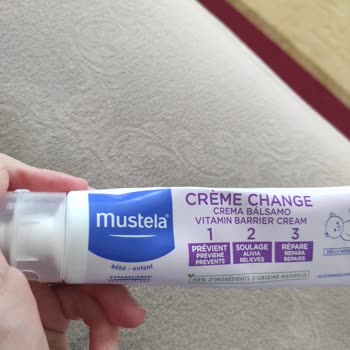 mustela®
bébé - enfant
CRÈME CHANGE
CREMA BÁLSAMO
VITAMIN BARRIER CREAM
1 2 3
PRÉVIENT SOULAGE RÉPARE
PREVIENE ALIVIA REPARA
PREVENTS RELIEVES REPAIRS
98% D'INGRÉDIENTS D'ORIGINE NATURELLE